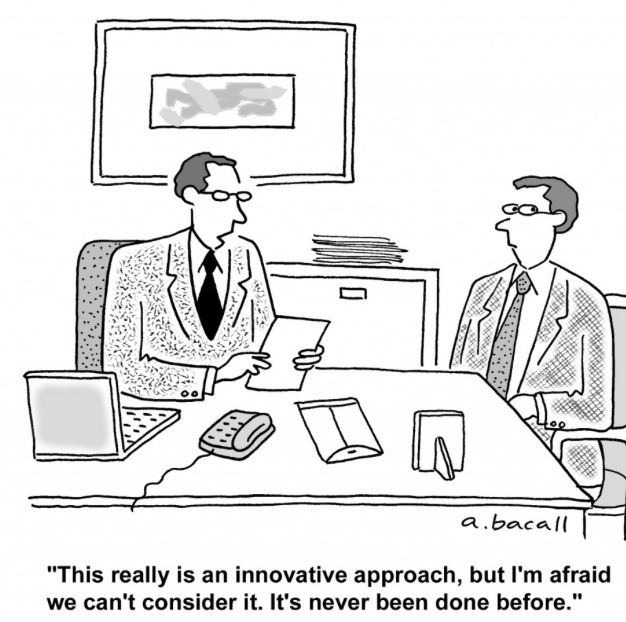 a.bacall
"This really is an innovative approach, but I'm afraid
we can't consider it. It's never been done before."